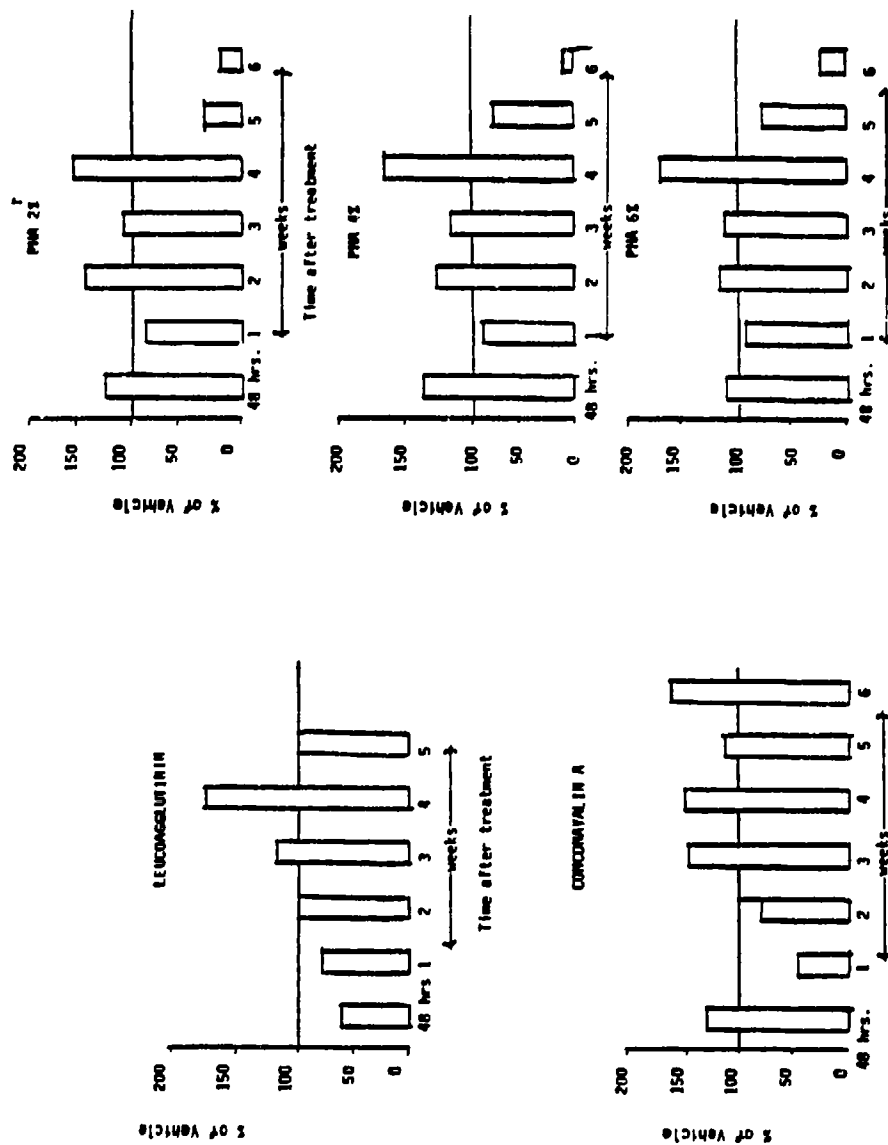 LEUCOAGGLUTININ
% of Vehicle
200
150
100
50
0
48 hrs 1 2 3 4 5
weeks
Time after treatment
CONCONAVALIN A
% of Vehicle
200
150
100
50
0
48 hrs. 1 2 3 4 5 6
weeks
PHA 2%
% of Vehicle
200
150
100
50
0
48 hrs. 1 2 3 4 5 6
weeks
Time after treatment
PHA 4%
% of Vehicle
200
150
100
50
0
48 hrs. 1 2 3 4 5 6
weeks
PHA 6%
% of Vehicle
200
150
100
50
0
48 hrs. 1 2 3 4 5 6